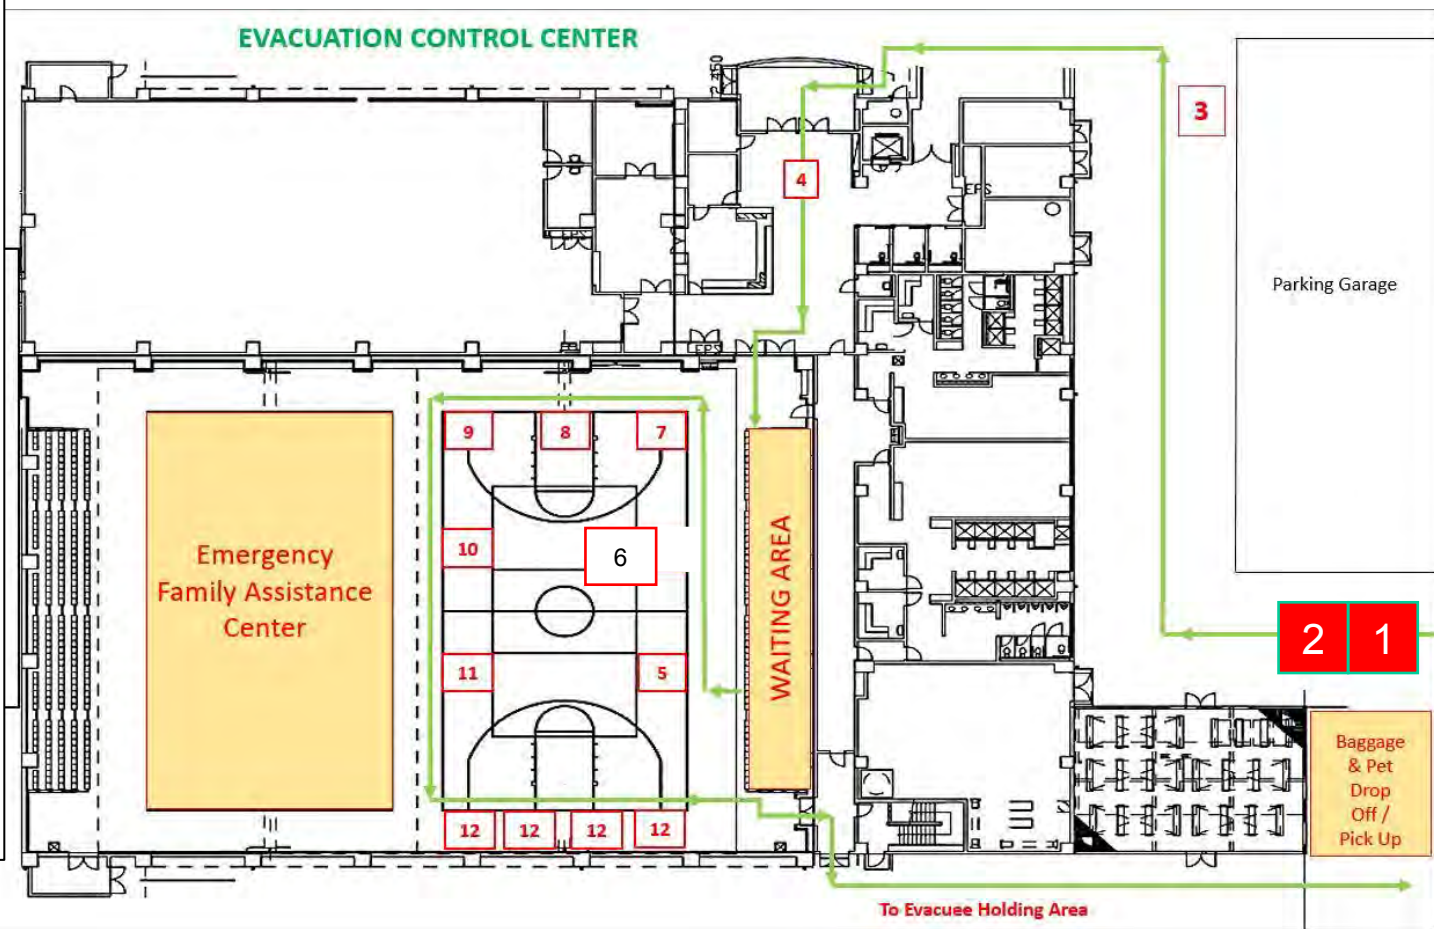 EVACUATION CONTROL CENTER
3
4
EPS
Parking Garage
EPS
9
8
7
10
6
Emergency
Family Assistance
Center
WAITING AREA
11
5
2
1
12
12
12
12
Baggage
& Pet
Drop
Off /
Pick Up
To Evacuee Holding Area